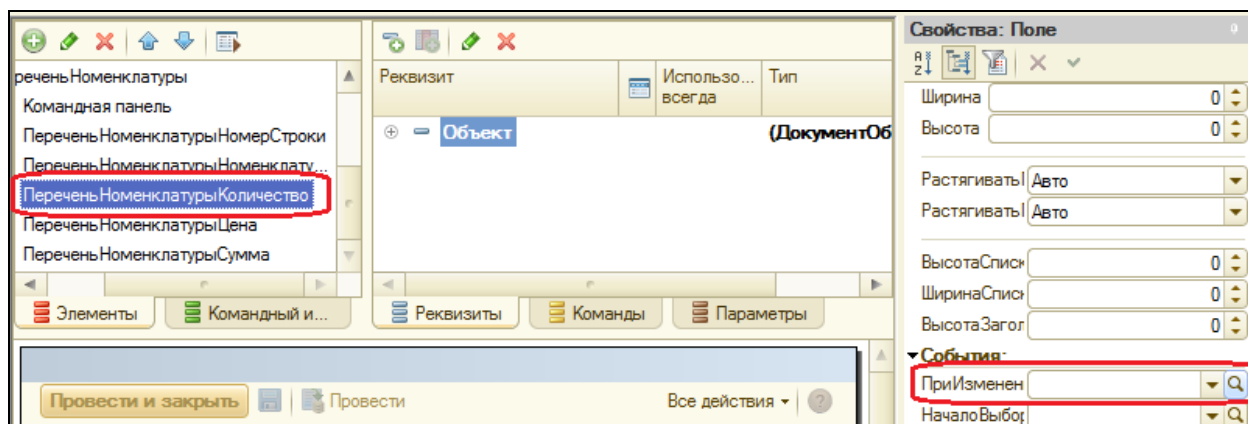 реченьНоменклатуры
Командная панель
ПереченьНоменклатурыНомерСтроки
ПереченьНоменклатурыНоменклату...
ПереченьНоменклатурыКоличество
ПереченьНоменклатурыЦена
ПереченьНоменклатурыСумма
Элементы
Командный и...
Реквизит
Использо...
всегда
Тип
Объект
(ДокументОб
Реквизиты
Команды
Параметры
Провести и закрыть
Провести
Все действия
Свойства: Поле
Ширина 0
Высота 0
Растягивать Авто
Растягивать Авто
ВысотаСписк 0
ШиринаСписк 0
ВысотаЗагол 0
События:
ПриИзменен
НачалоВыбор